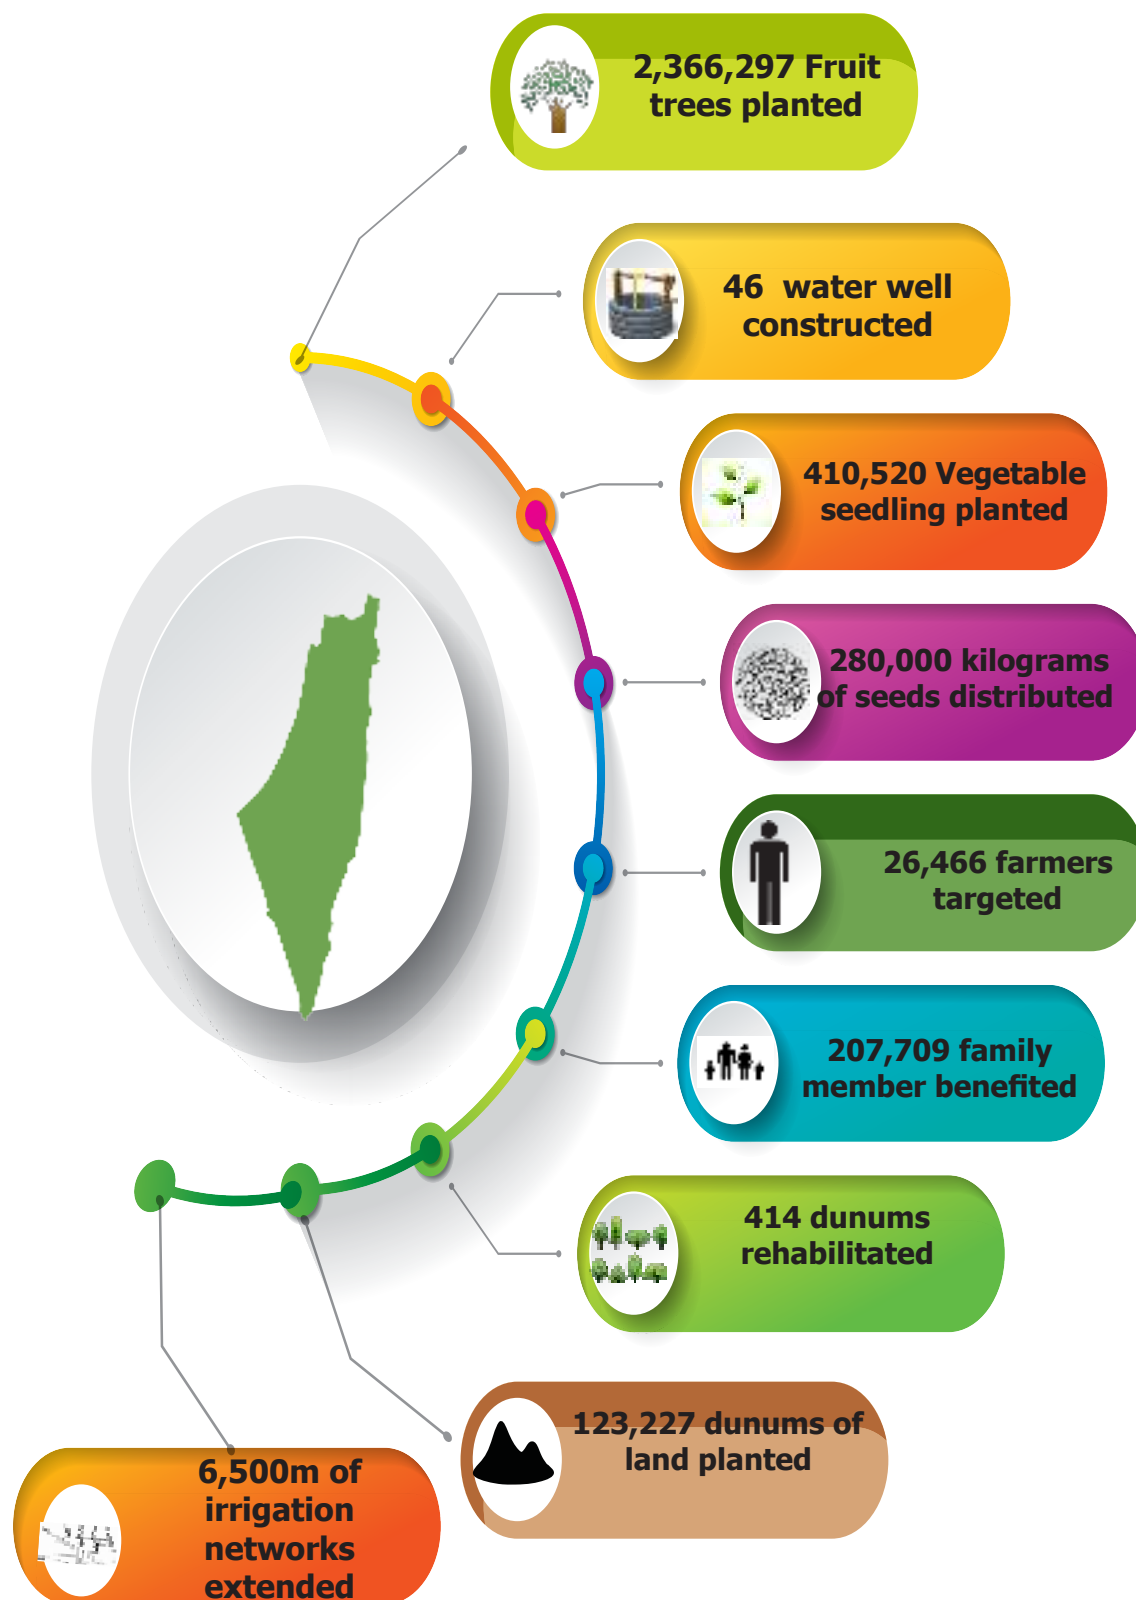 2,366,297 Fruit
trees planted
46 water well
constructed
410,520 Vegetable
seedling planted
280,000 kilograms
of seeds distributed
26,466 farmers
targeted
207,709 family
member benefited
414 dunums
rehabilitated
123,227 dunums of
land planted
6,500m of
irrigation
networks
extended